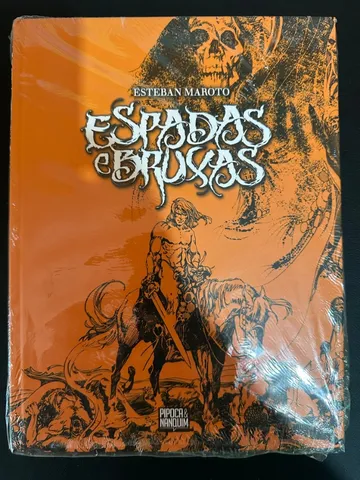 ESTEBAN MAROTO
ESPADAS
E BRUXAS
PIPOCA &
NANQUIM